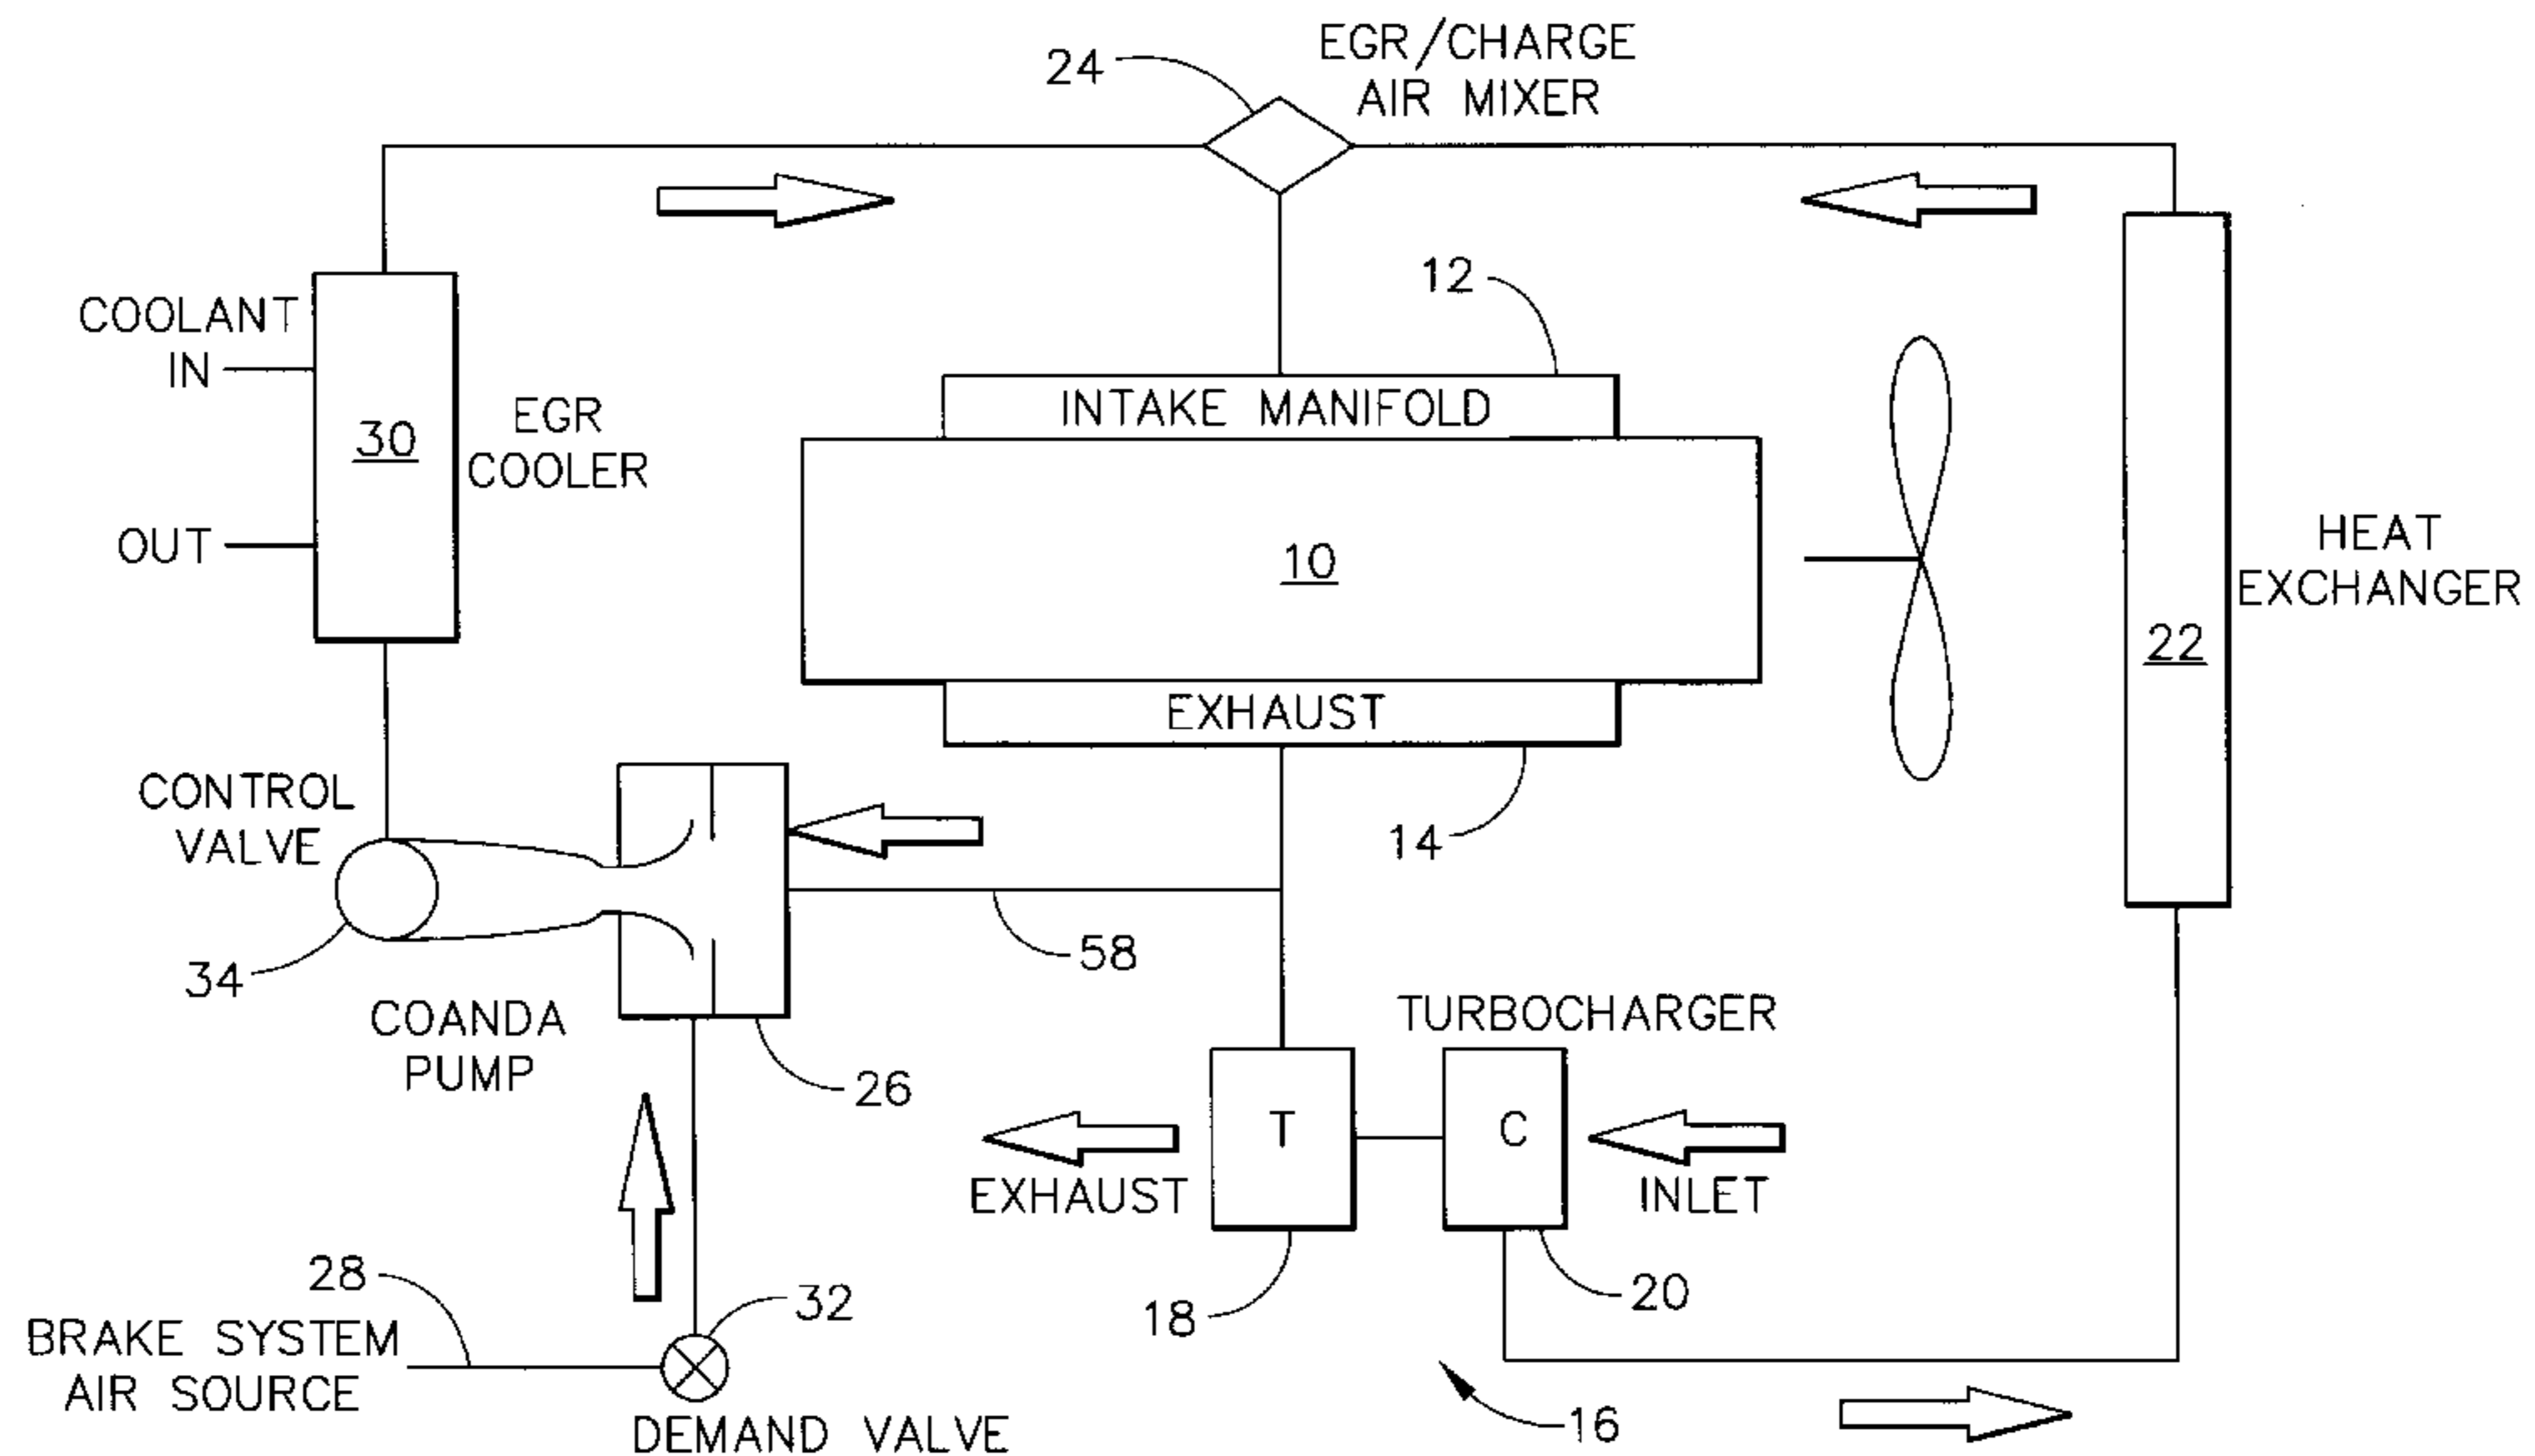 24
EGR/CHARGE
AIR MIXER
12
COOLANT
IN
INTAKE MANIFOLD
30
EGR
COOLER
OUT
10
HEAT
EXCHANGER
22
EXHAUST
CONTROL
VALVE
14
58
34
COANDA
PUMP
26
TURBOCHARGER
T
C
EXHAUST
INLET
28
32
18
20
BRAKE SYSTEM
AIR SOURCE
16
DEMAND VALVE